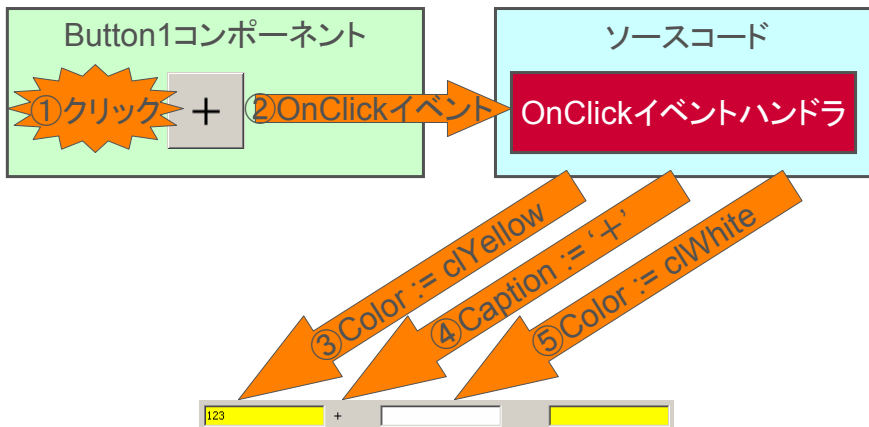 Button1コンポーネント
ソースコード
①クリック
+
②OnClickイベント
OnClickイベントハンドラ
③Color := clYellow
④Caption := ‘+’
⑤Color := clWhite
123
+